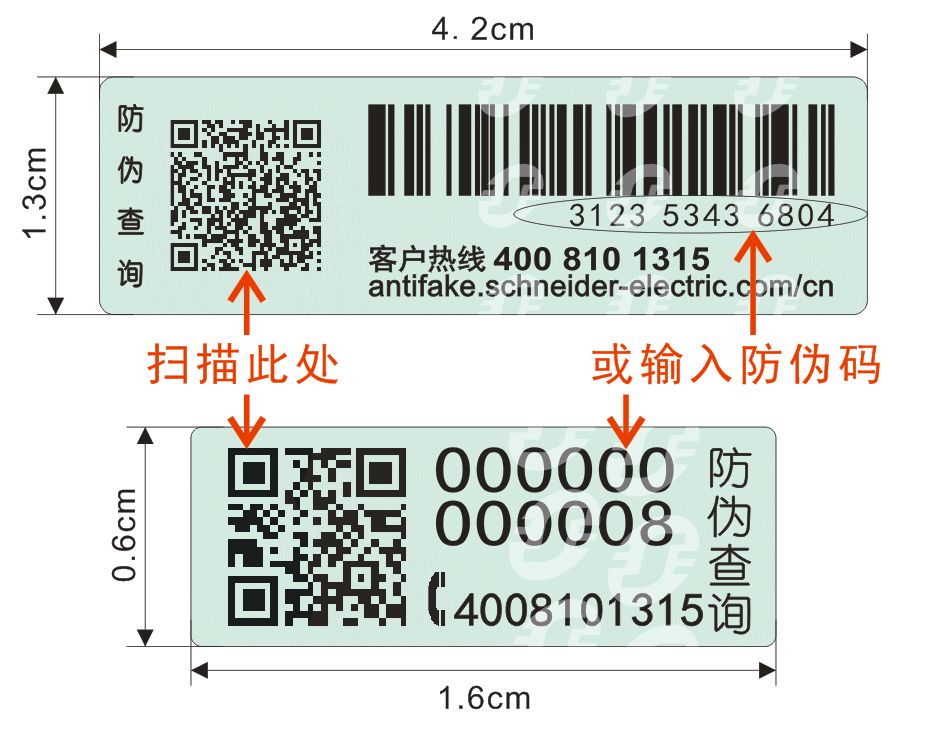 4.2cm
1.3cm
防伪查询
3123 5343 6804
客户热线 400 810 1315
antifake.schneider-electric.com/cn
扫描此处
或输入防伪码
0.6cm
000000
000008
4008101315
防伪查询
1.6cm